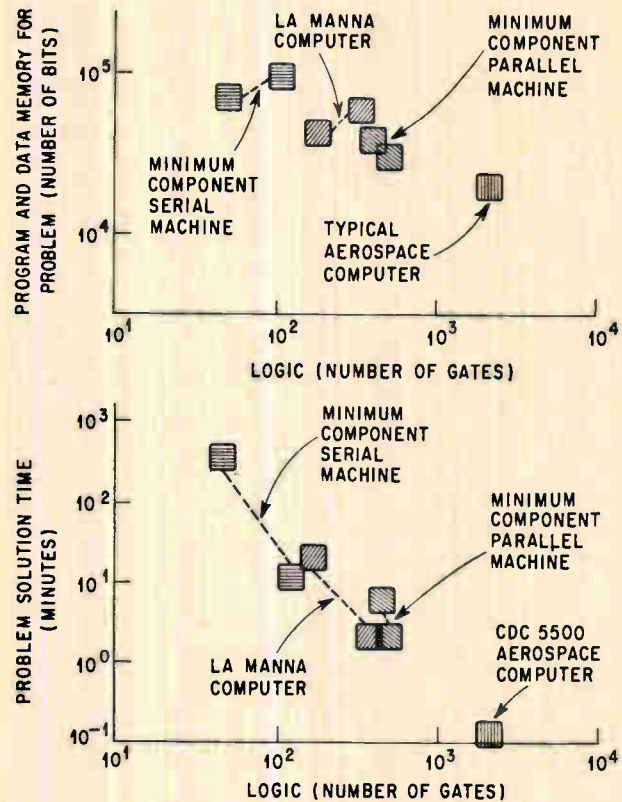 PROGRAM AND DATA MEMORY FOR
PROBLEM (NUMBER OF BITS)
10^5
10^4
LA MANNA
COMPUTER
MINIMUM
COMPONENT
PARALLEL
MACHINE
MINIMUM
COMPONENT
SERIAL
MACHINE
TYPICAL
AEROSPACE
COMPUTER
10^1
10^2
10^3
10^4
LOGIC (NUMBER OF GATES)
PROBLEM SOLUTION TIME
(MINUTES)
10^3
10^2
10^1
10^0
10^-1
MINIMUM
COMPONENT
SERIAL
MACHINE
MINIMUM
COMPONENT
PARALLEL
MACHINE
LA MANNA
COMPUTER
CDC 5500
AEROSPACE
COMPUTER
10^1
10^2
10^3
10^4
LOGIC (NUMBER OF GATES)